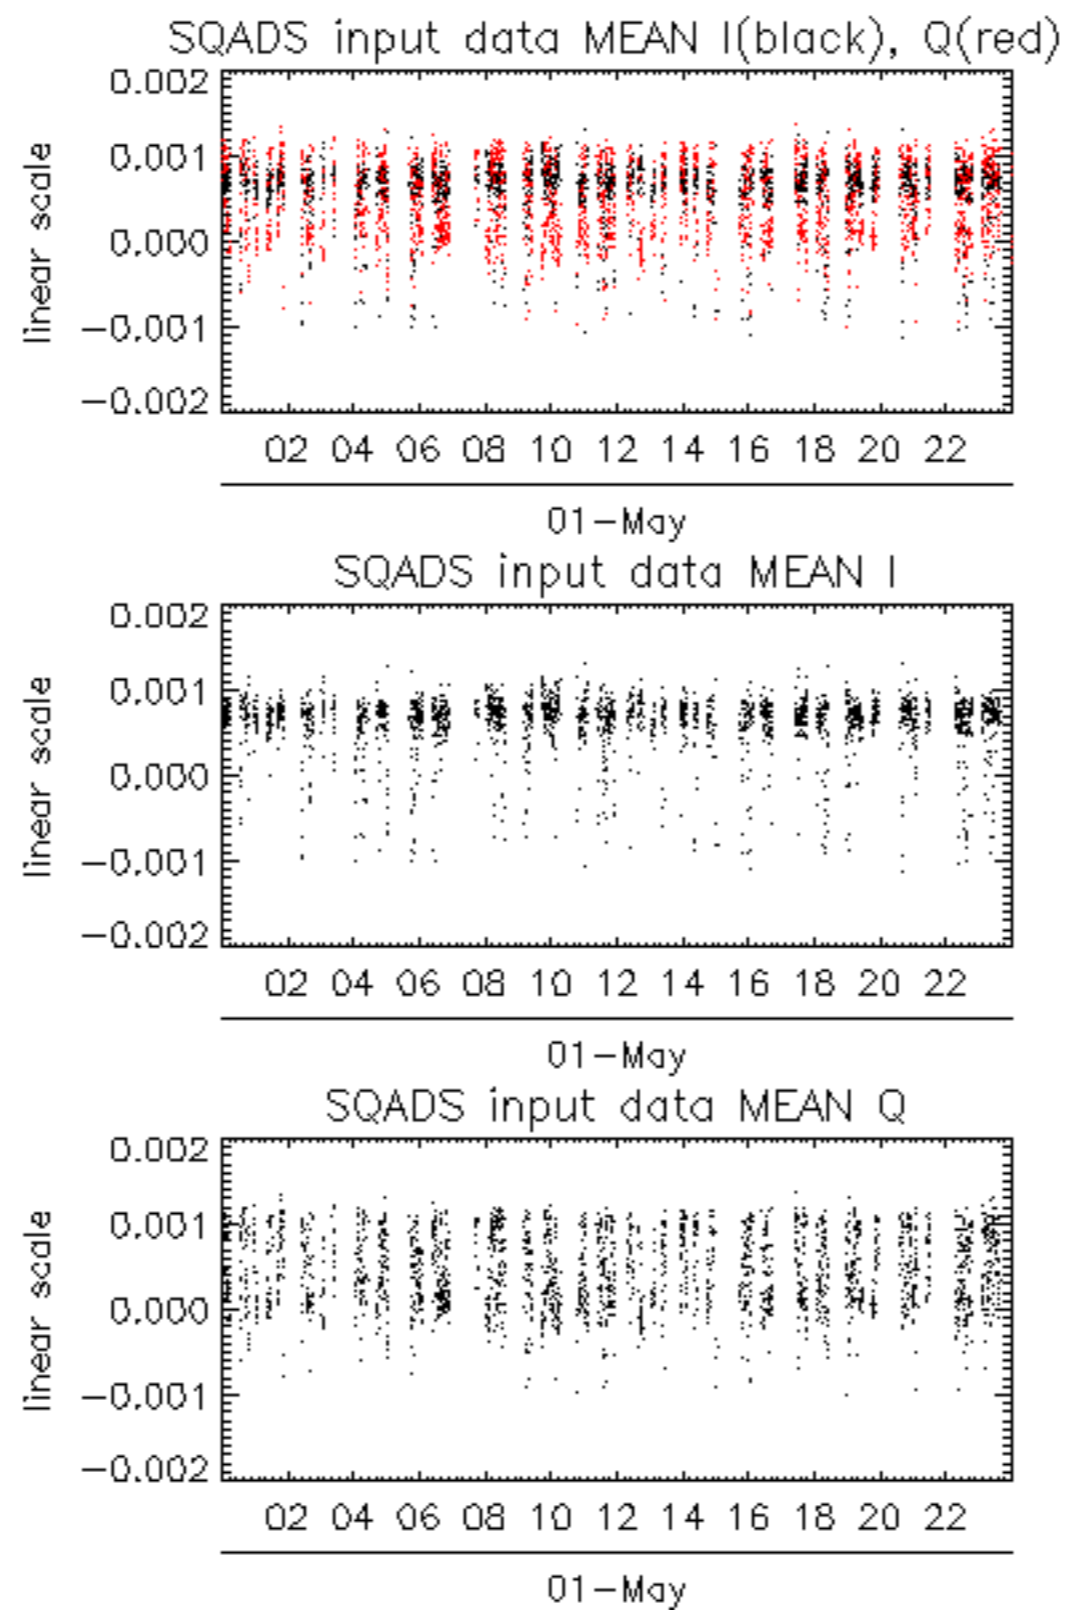 SQADS input data MEAN I(black), Q(red)
0.002
0.001
0.000
−0.001
−0.002
linear scale
02 04 06 08 10 12 14 16 18 20 22
01−May
SQADS input data MEAN I
0.002
0.001
0.000
−0.001
−0.002
linear scale
02 04 06 08 10 12 14 16 18 20 22
01−May
SQADS input data MEAN Q
0.002
0.001
0.000
−0.001
−0.002
linear scale
02 04 06 08 10 12 14 16 18 20 22
01−May